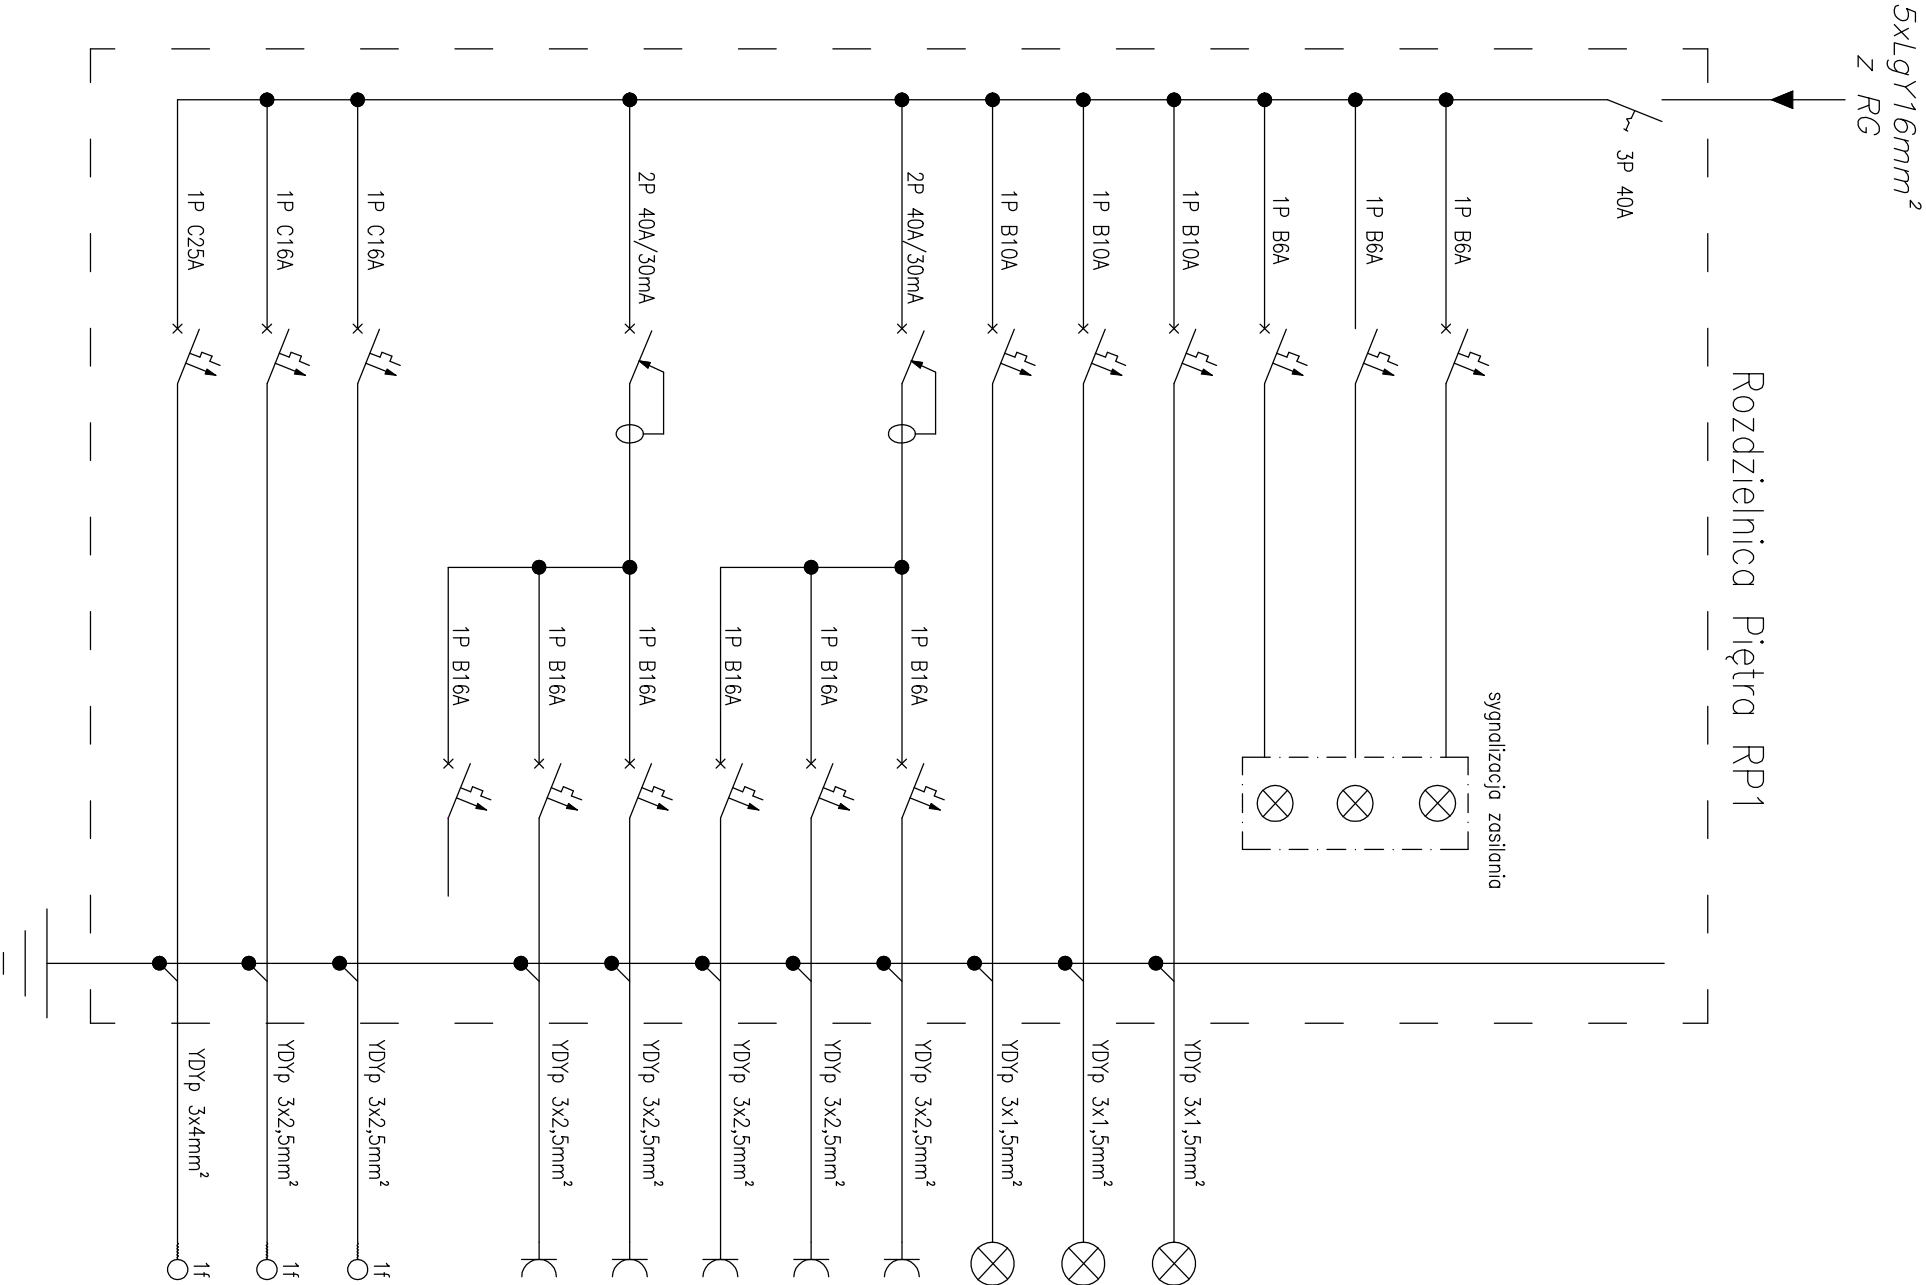 5xLgY16mm²
z RG
Rozdzielnica Piętra RP1
3P 40A
1P B6A
1P B6A
1P B6A
1P B10A
1P B10A
1P B10A
2P 40A/30mA
2P 40A/30mA
1P C16A
1P C16A
1P C25A
sygnalizacja zasilania
1P B16A
1P B16A
1P B16A
1P B16A
1P B16A
1P B16A
YDYp 3x1,5mm²
YDYp 3x1,5mm²
YDYp 3x1,5mm²
YDYp 3x2,5mm²
YDYp 3x2,5mm²
YDYp 3x2,5mm²
YDYp 3x2,5mm²
YDYp 3x2,5mm²
YDYp 3x2,5mm²
YDYp 3x2,5mm²
YDYp 3x4mm²
1f
1f
1f